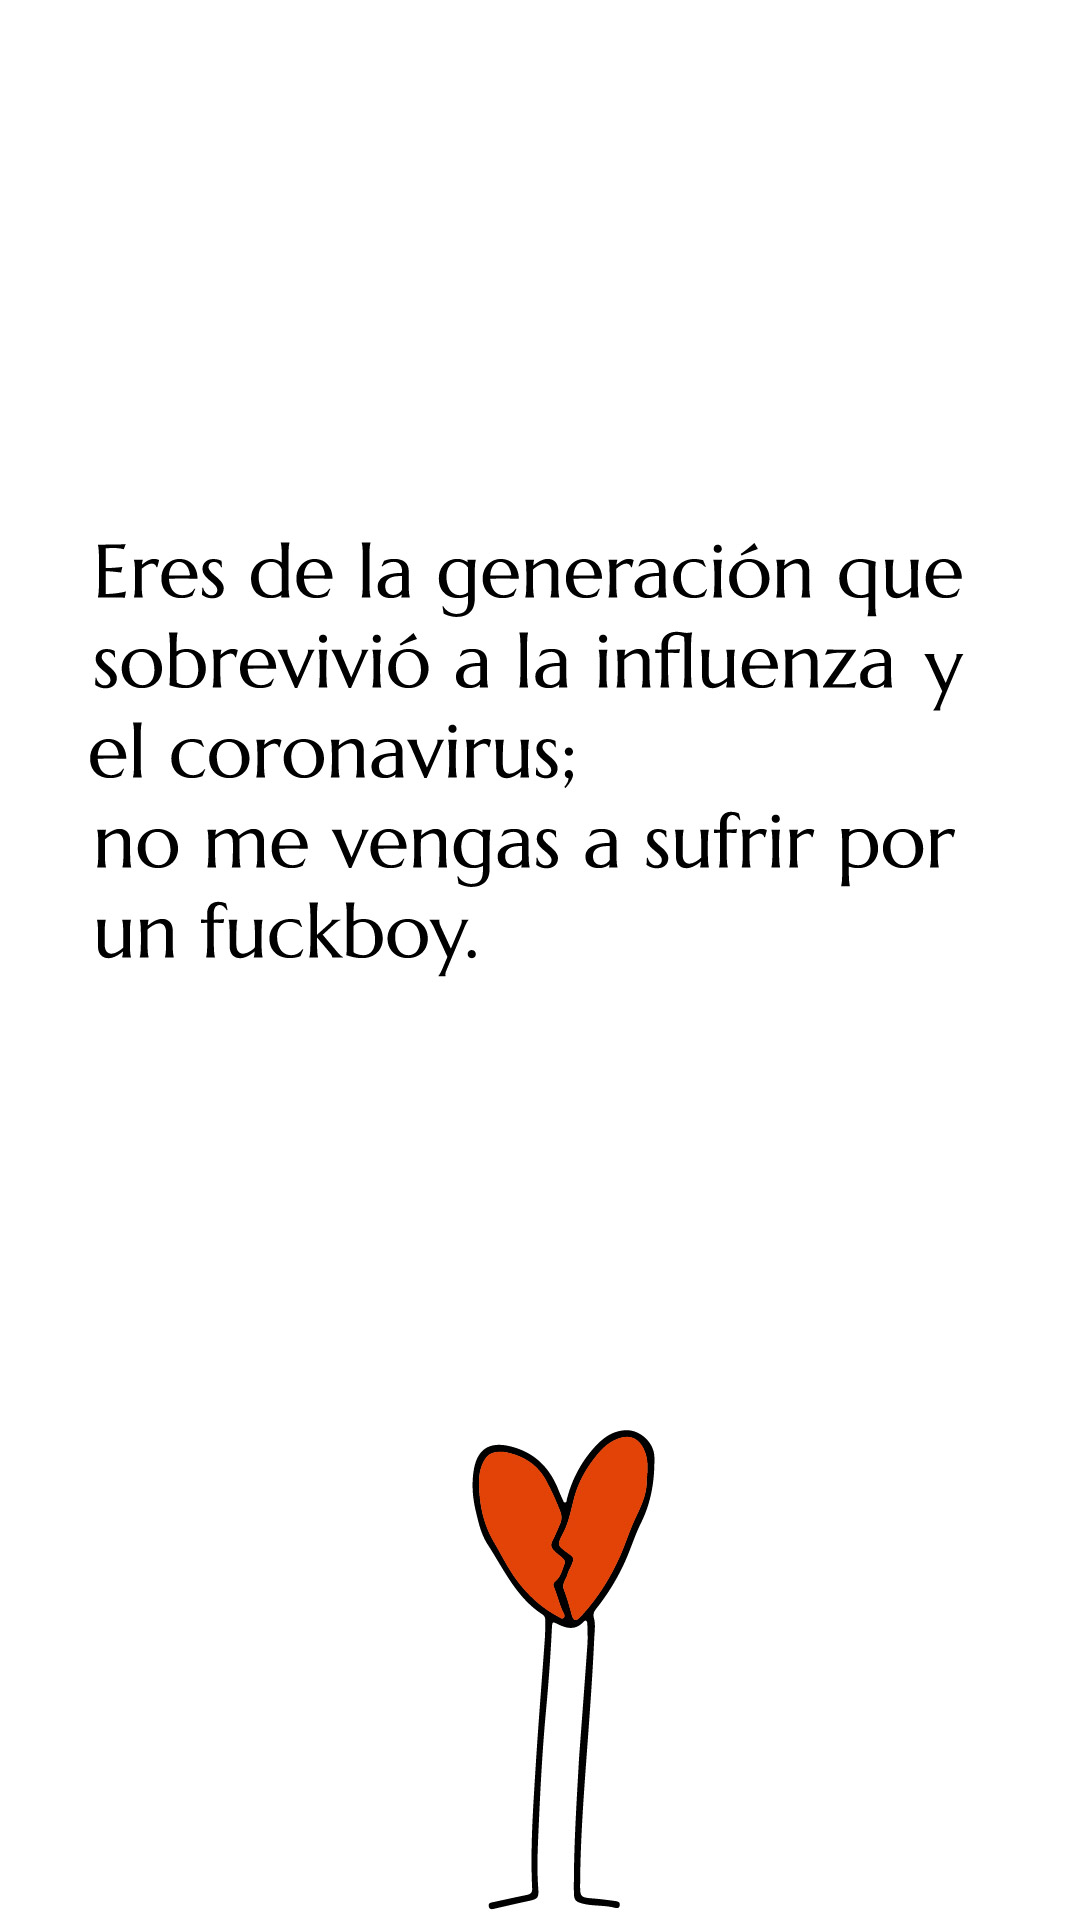 Eres de la generación que
sobrevivió a la influenza y
el coronavirus;
no me vengas a sufrir por
un fuckboy.